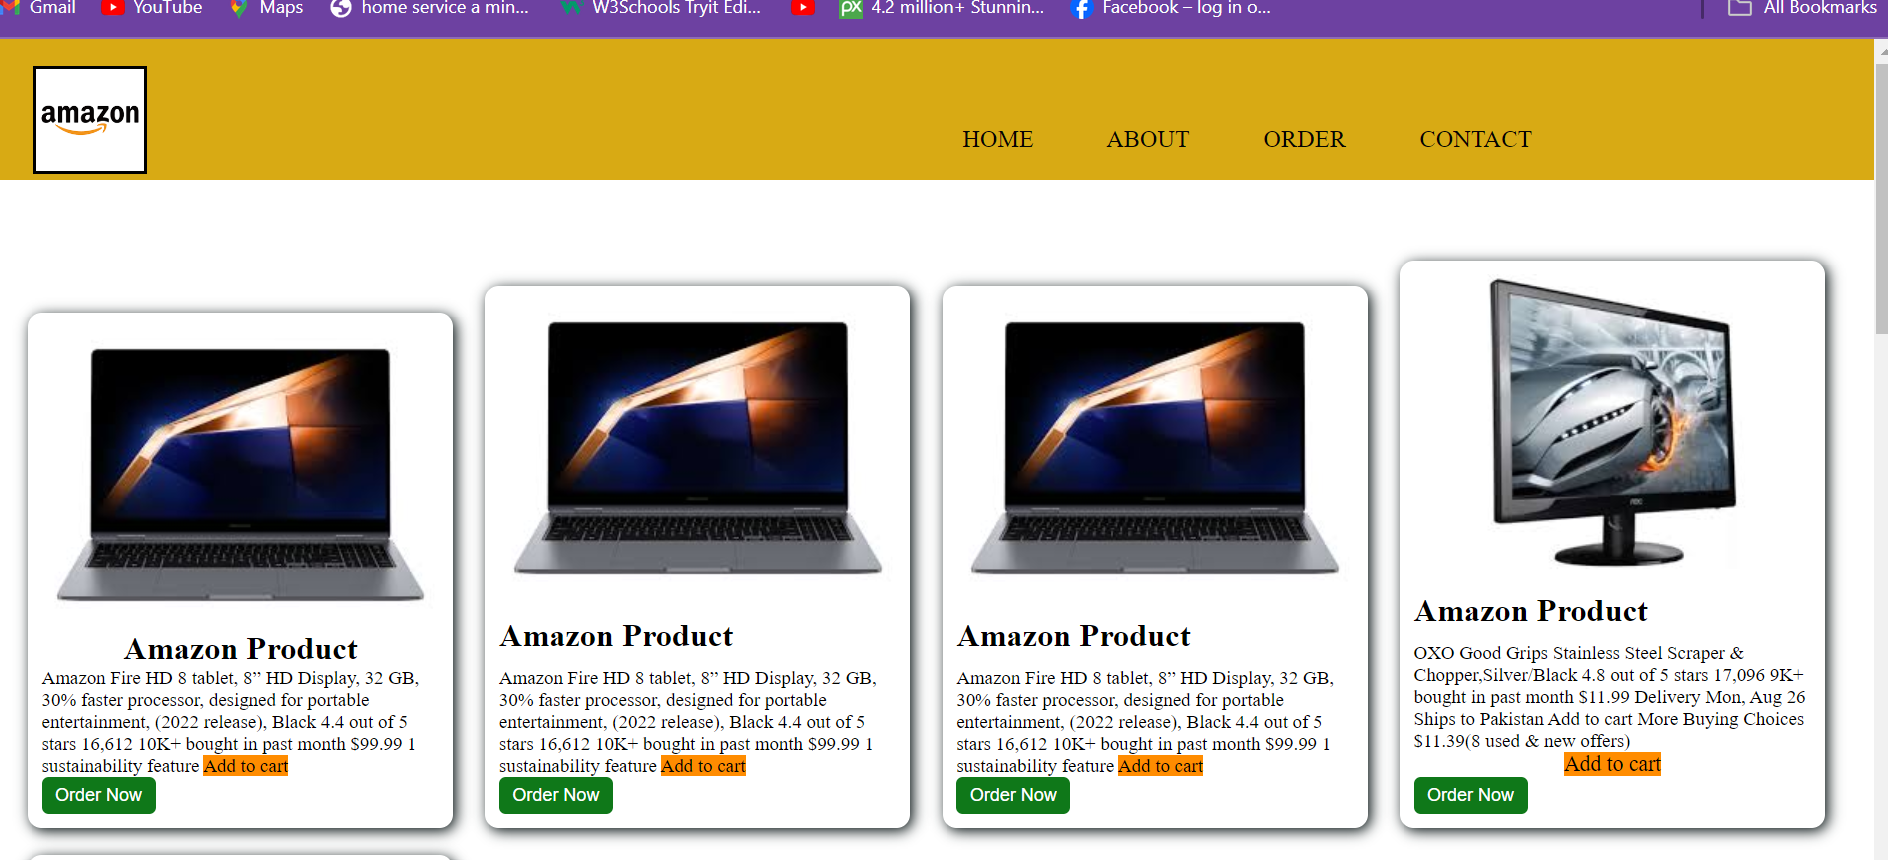 Gmail YouTube Maps home service a min... W3Schools Tryit Edi... px 4.2 million+ Stunnin... Facebook – log in o... All Bookmarks
amazon
HOME ABOUT ORDER CONTACT
Amazon Product
Amazon Fire HD 8 tablet, 8” HD Display, 32 GB,
30% faster processor, designed for portable
entertainment, (2022 release), Black 4.4 out of 5
stars 16,612 10K+ bought in past month $99.99 1
sustainability feature Add to cart
Order Now
Amazon Product
Amazon Fire HD 8 tablet, 8” HD Display, 32 GB,
30% faster processor, designed for portable
entertainment, (2022 release), Black 4.4 out of 5
stars 16,612 10K+ bought in past month $99.99 1
sustainability feature Add to cart
Order Now
Amazon Product
Amazon Fire HD 8 tablet, 8” HD Display, 32 GB,
30% faster processor, designed for portable
entertainment, (2022 release), Black 4.4 out of 5
stars 16,612 10K+ bought in past month $99.99 1
sustainability feature Add to cart
Order Now
AOC
Amazon Product
OXO Good Grips Stainless Steel Scraper &
Chopper,Silver/Black 4.8 out of 5 stars 17,096 9K+
bought in past month $11.99 Delivery Mon, Aug 26
Ships to Pakistan Add to cart More Buying Choices
$11.39(8 used & new offers)
Add to cart
Order Now